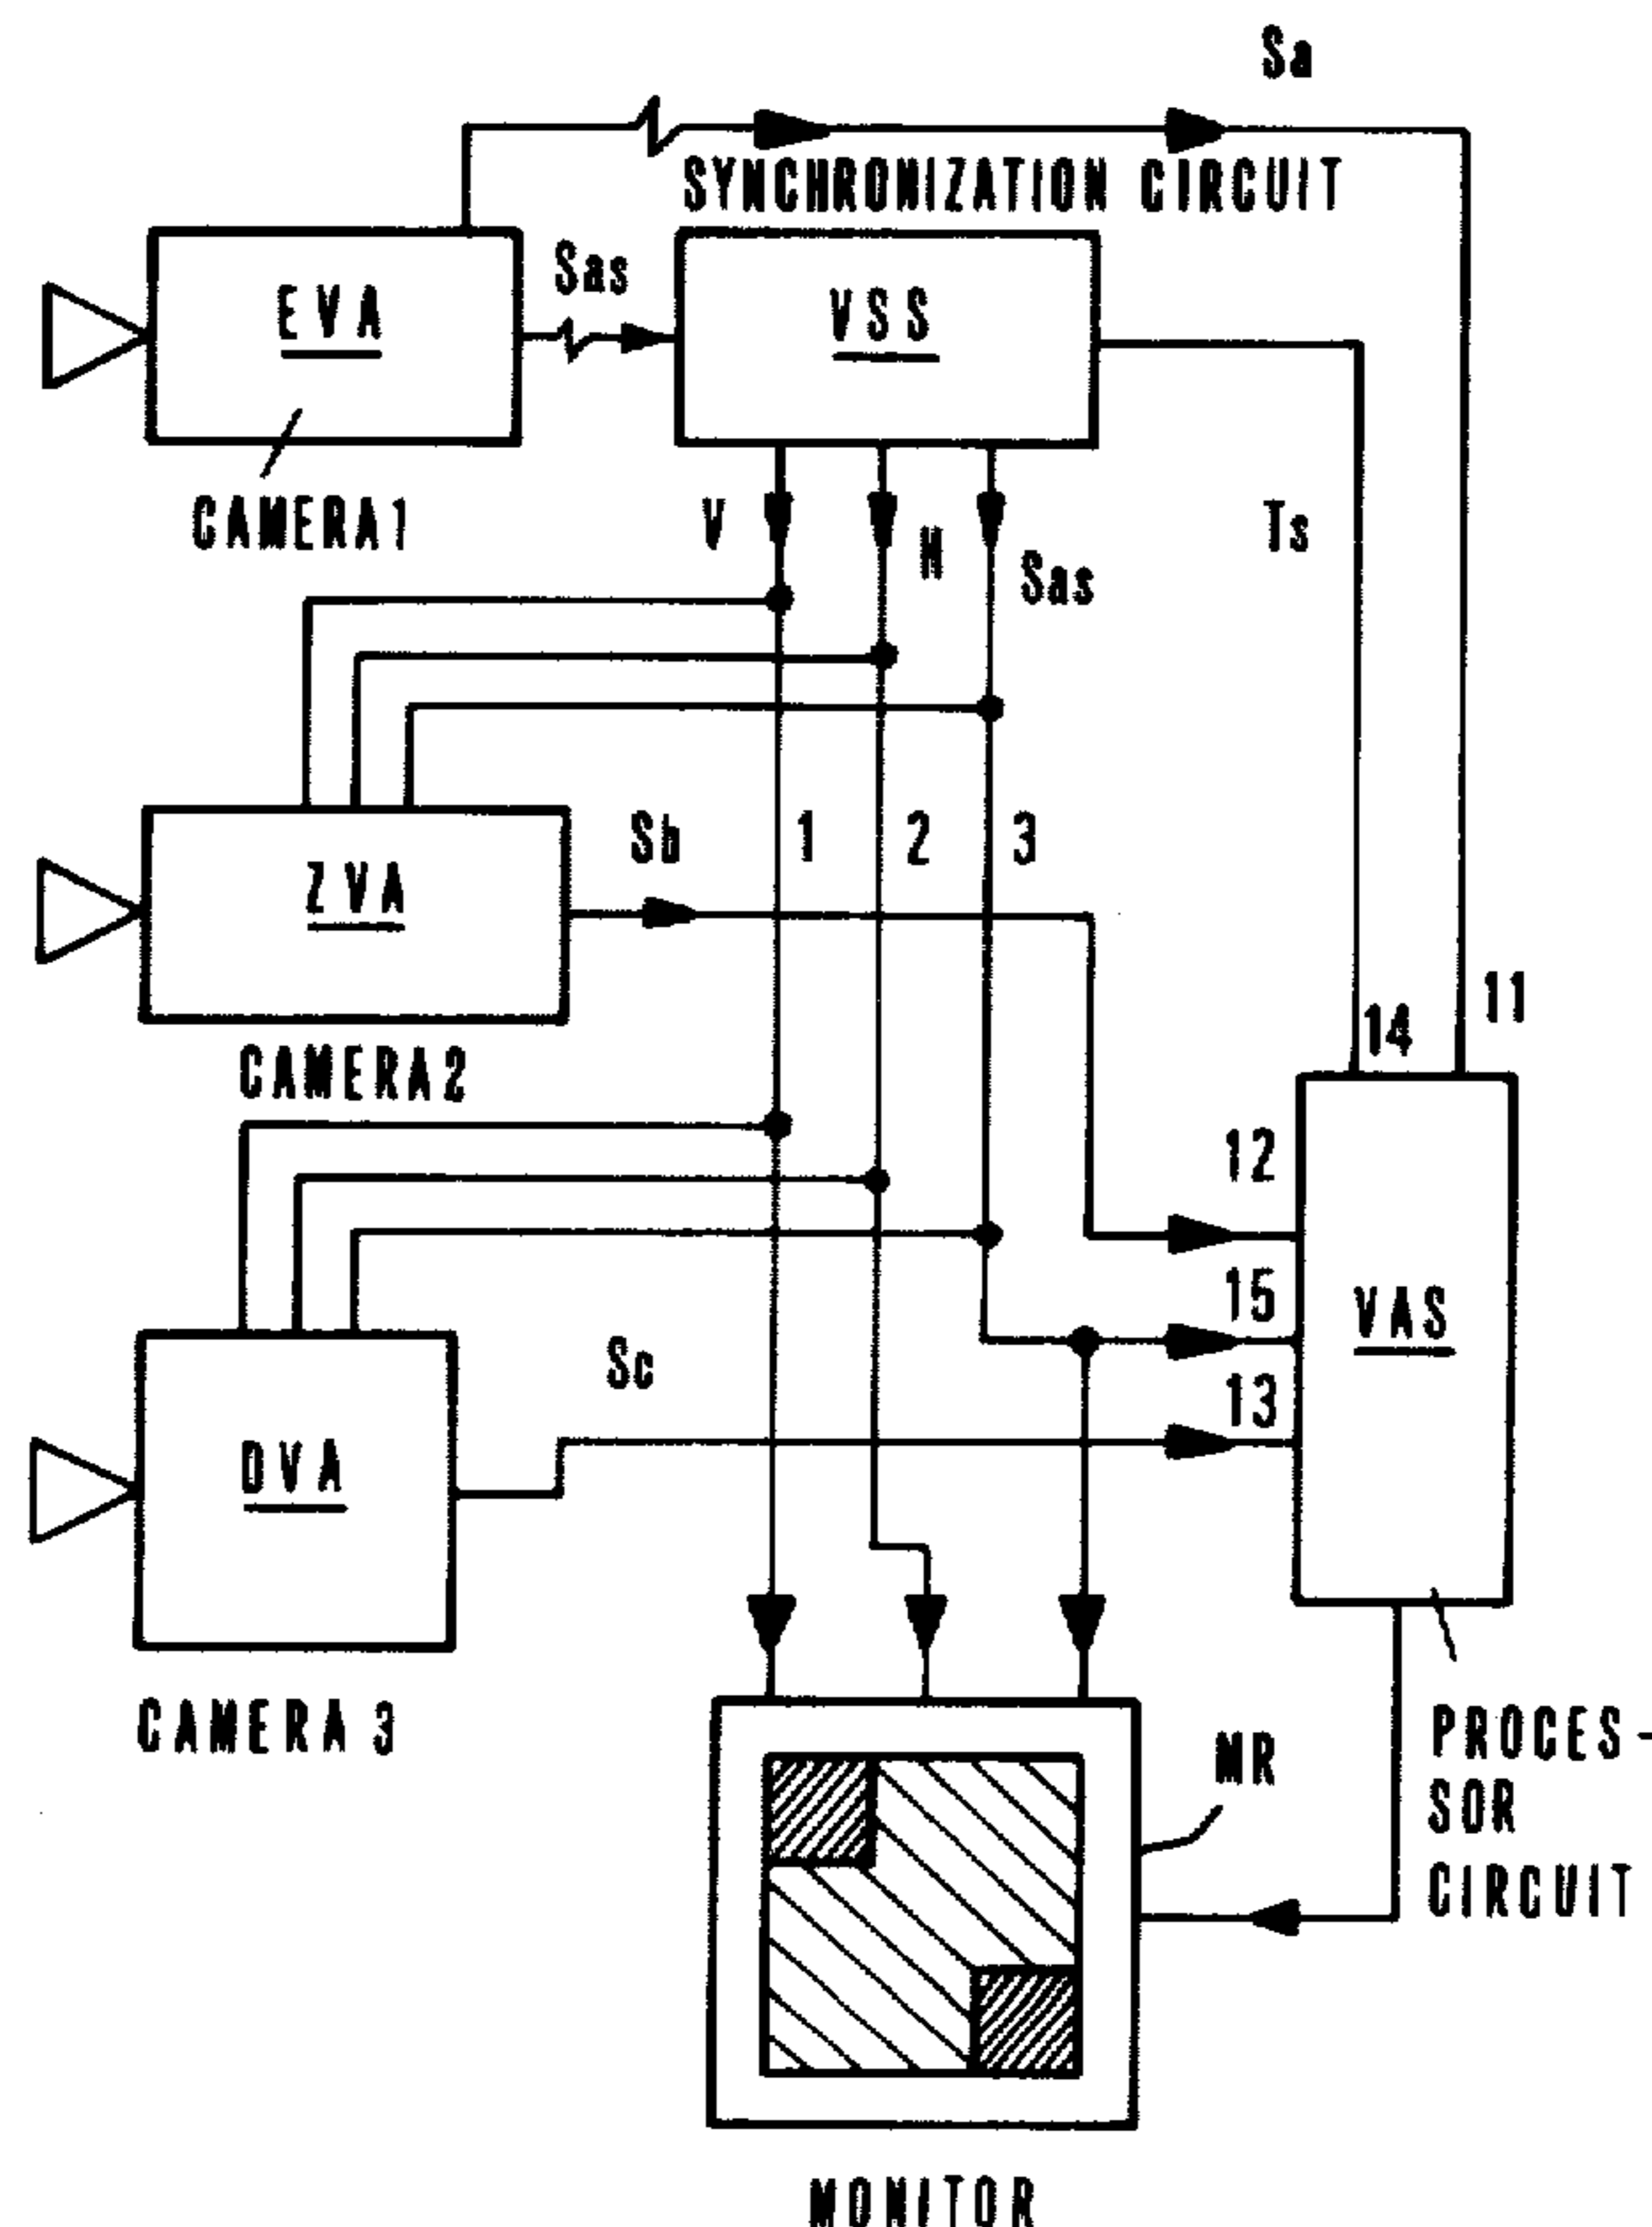 Sa
SYNCHRONIZATION CIRCUIT
EVA
Sas
VSS
CAMERA1
V
H
Sas
Ts
Sb
1
2
3
ZVA
CAMERA2
14
11
12
15
VAS
13
Sc
DVA
CAMERA 3
MR
PROCES-
SOR
CIRCUIT
MONITOR